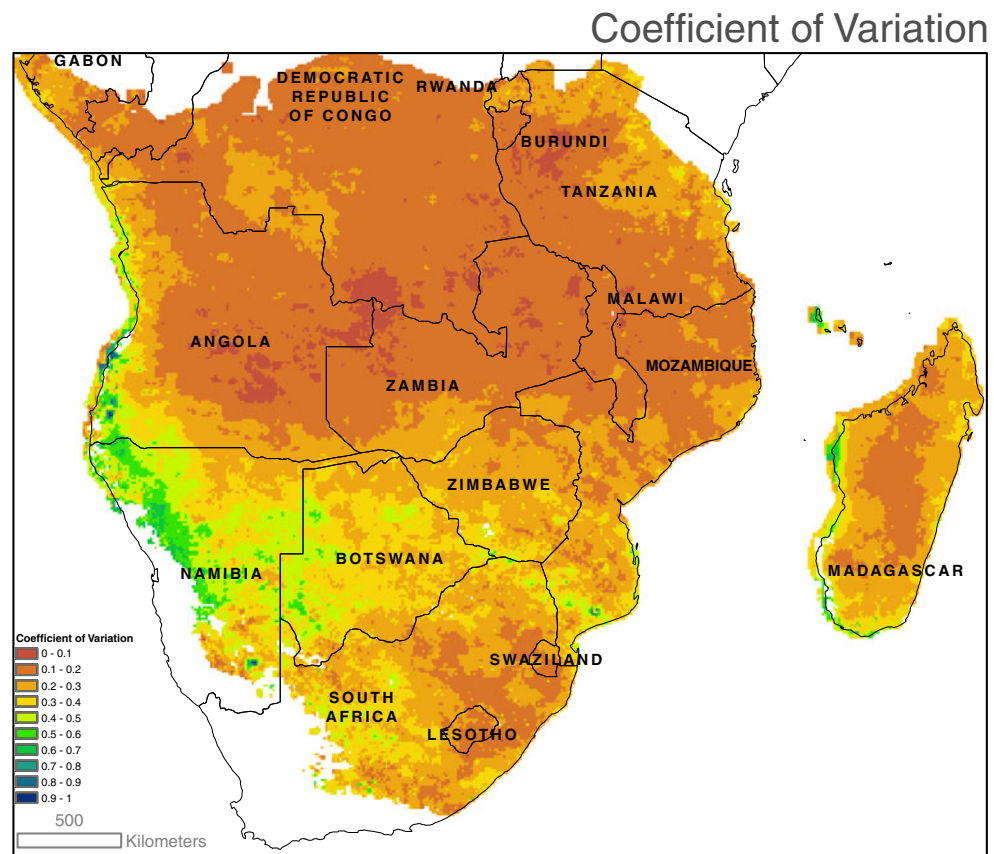 Coefficient of Variation
GABON
DEMOCRATIC
REPUBLIC
OF CONGO
RWANDA
BURUNDI
TANZANIA
MALAWI
ANGOLA
MOZAMBIQUE
ZAMBIA
ZIMBABWE
BOTSWANA
NAMIBIA
MADAGASCAR
SWAZILAND
SOUTH
AFRICA
LESOTHO
Coefficient of Variation
0 - 0.1
0.1 - 0.2
0.2 - 0.3
0.3 - 0.4
0.4 - 0.5
0.5 - 0.6
0.6 - 0.7
0.7 - 0.8
0.8 - 0.9
0.9 - 1
500
Kilometers